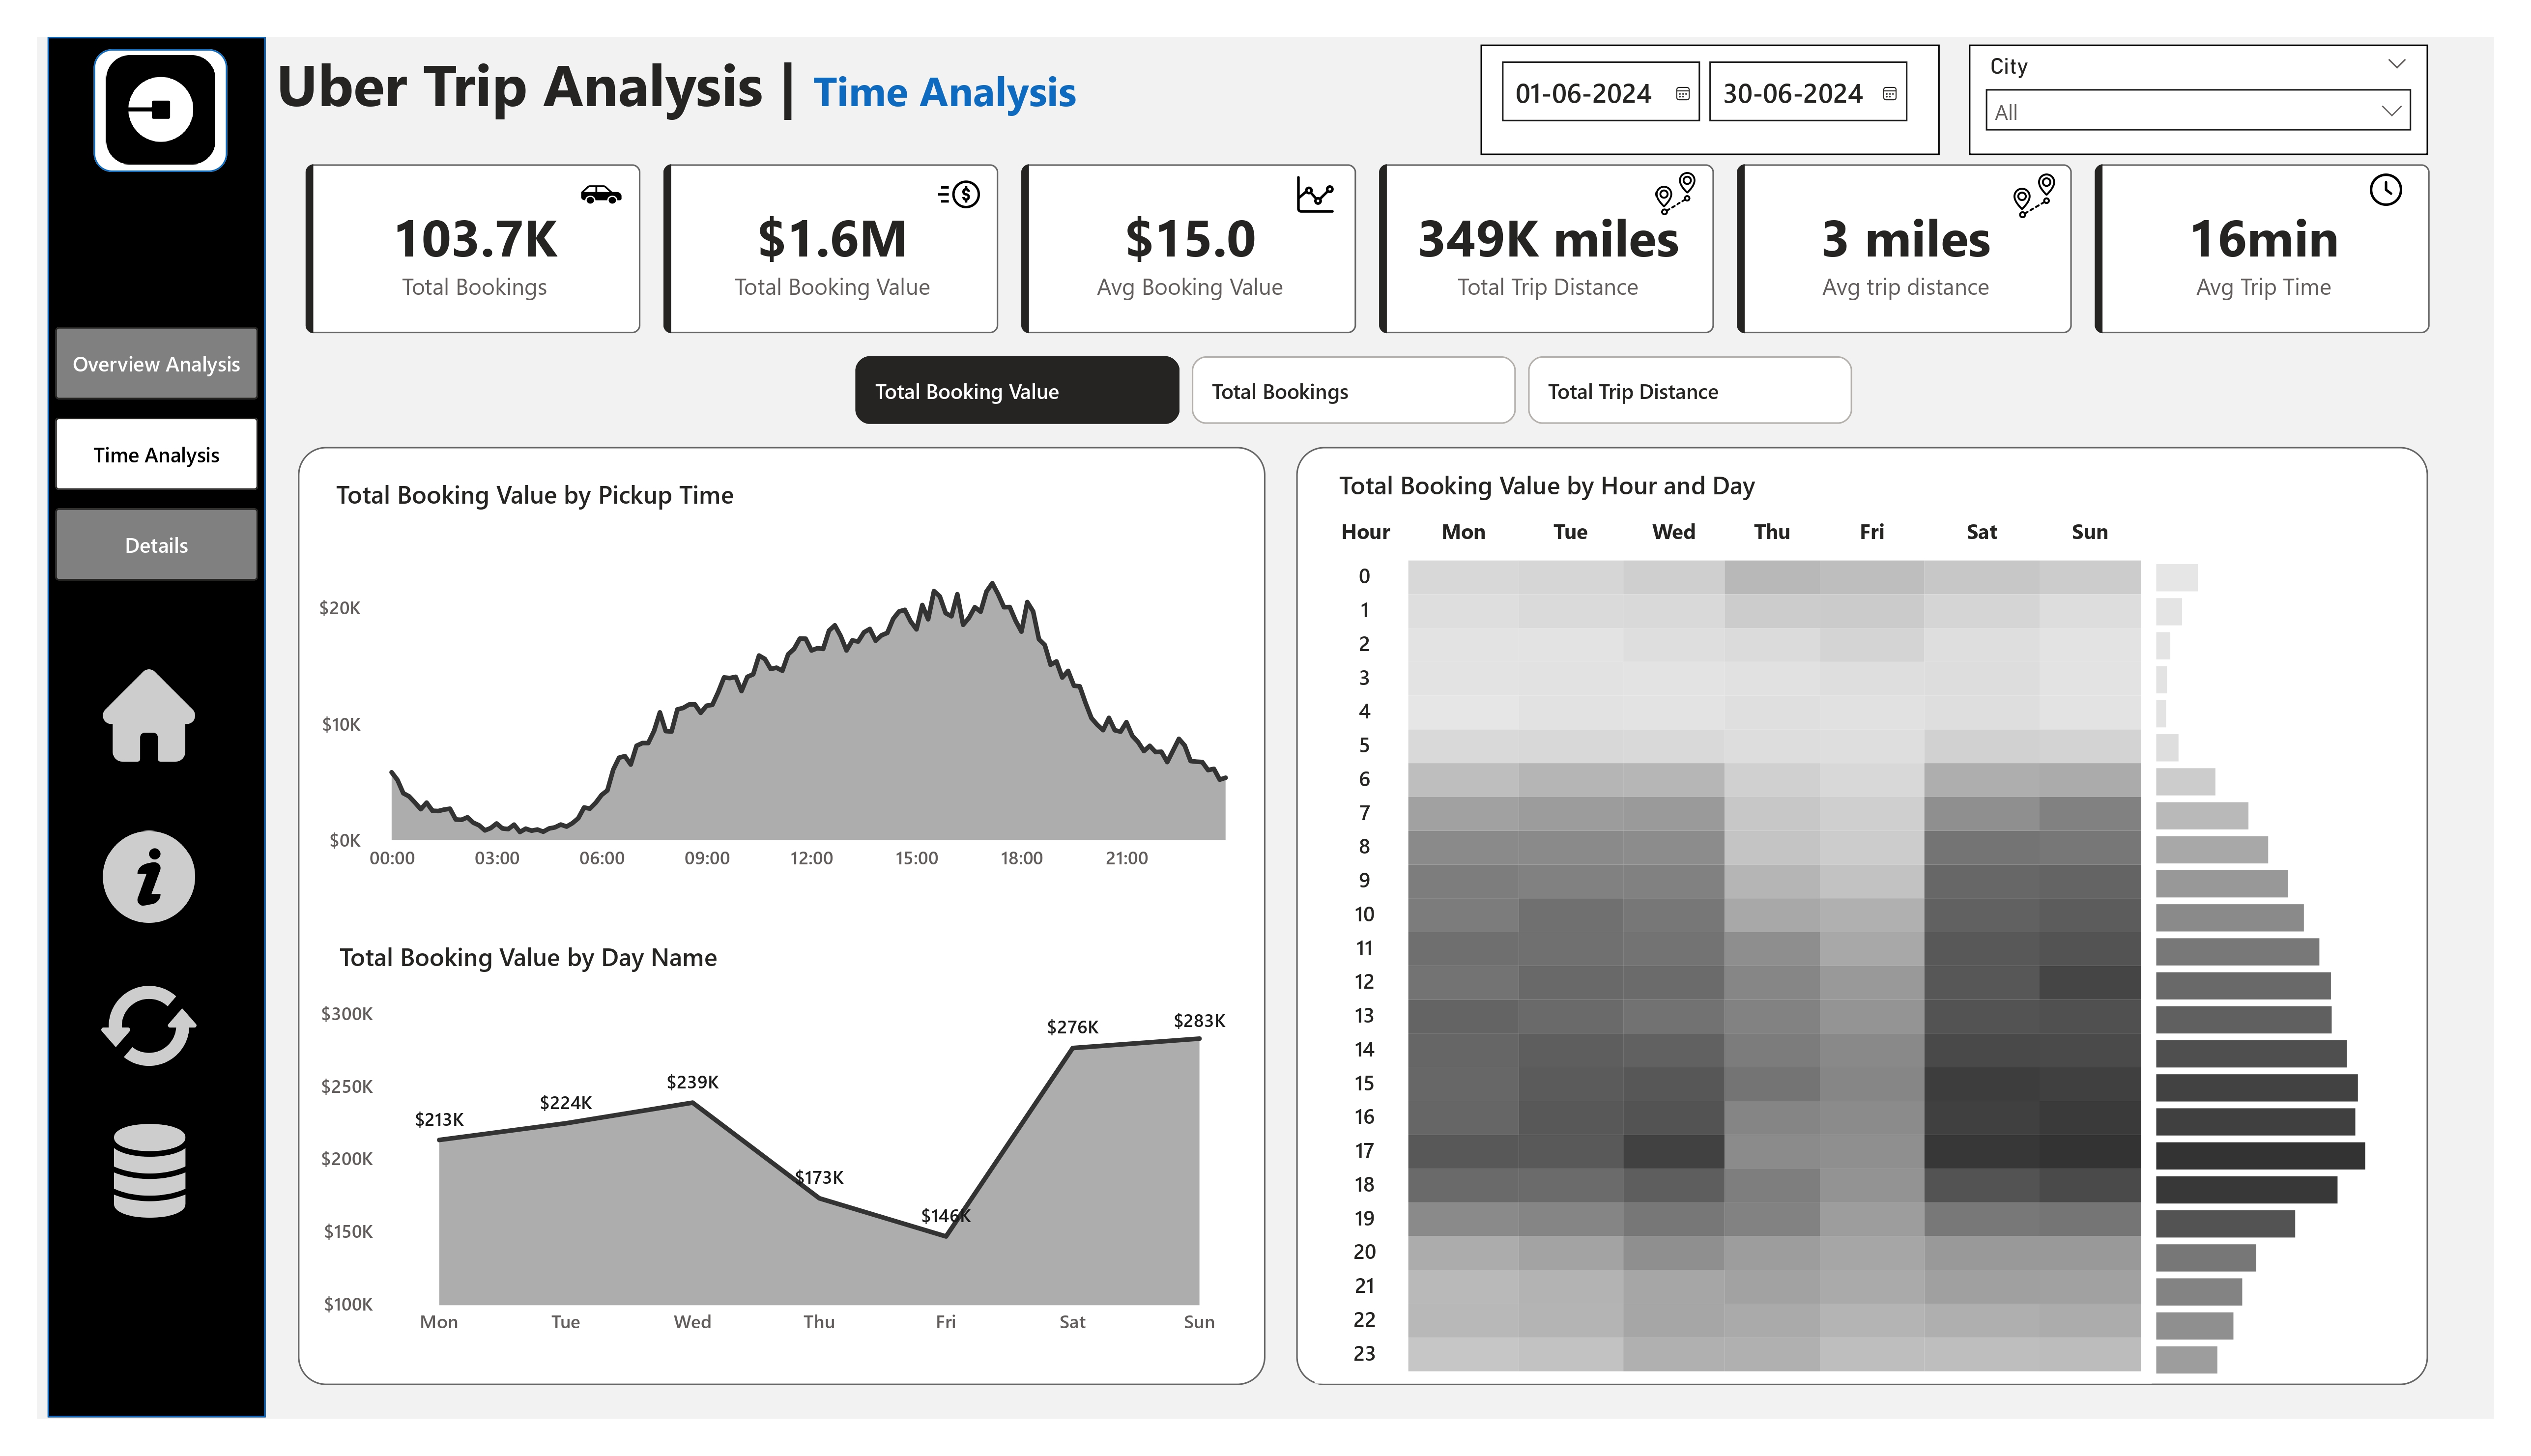 Uber Trip Analysis | Time Analysis
01-06-2024 30-06-2024
City
All
103.7K
Total Bookings
$1.6M
Total Booking Value
$15.0
Avg Booking Value
349K miles
Total Trip Distance
3 miles
Avg trip distance
16min
Avg Trip Time
Overview Analysis
Time Analysis
Details
Total Booking Value
Total Bookings
Total Trip Distance
Total Booking Value by Pickup Time
$20K
$10K
$0K
00:00 03:00 06:00 09:00 12:00 15:00 18:00 21:00
Total Booking Value by Day Name
$300K
$250K
$200K
$150K
$100K
$213K
$224K
$239K
$173K
$146K
$276K
$283K
Mon Tue Wed Thu Fri Sat Sun
Total Booking Value by Hour and Day
Hour Mon Tue Wed Thu Fri Sat Sun
0
1
2
3
4
5
6
7
8
9
10
11
12
13
14
15
16
17
18
19
20
21
22
23